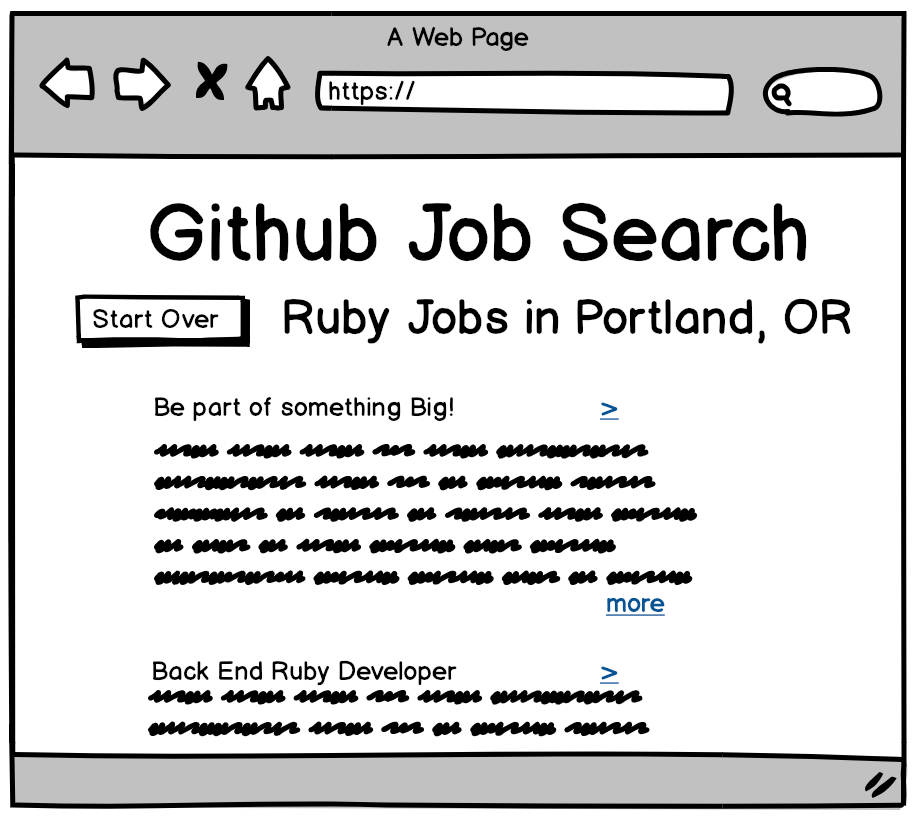 A Web Page
https://
Github Job Search
Start Over
Ruby Jobs in Portland, OR
Be part of something Big!
>
more
Back End Ruby Developer
>